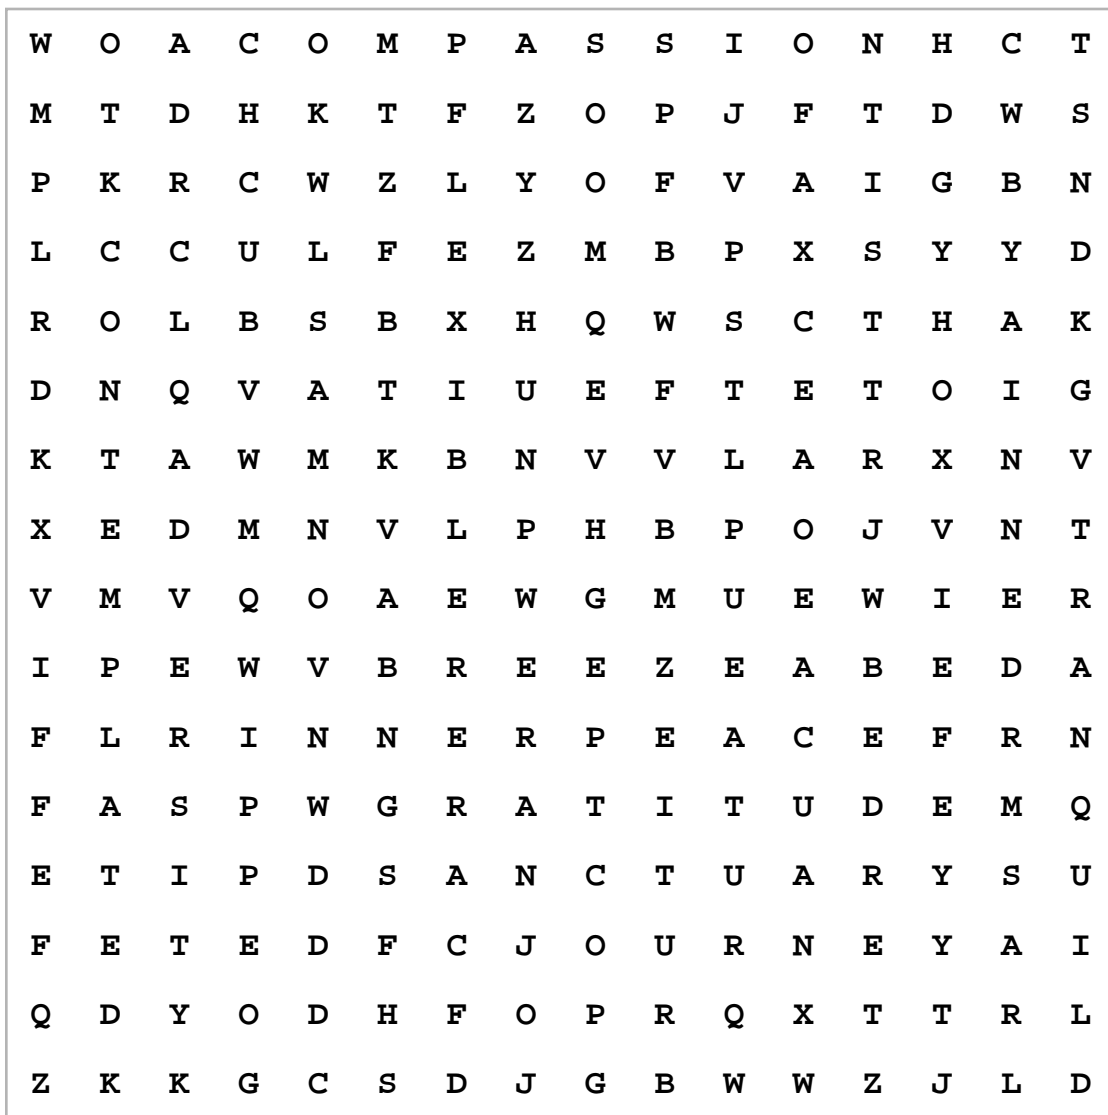 W O A C O M P A S S I O N H C T
M T D H K T F Z O P J F T D W S
P K R C W Z L Y O F V A I G B N
L C C U L F E Z M B P X S Y Y D
R O L B S B X H Q W S C T H A K
D N Q V A T I U E F T E T O I G
K T A W M K B N V V L A R X N V
X E D M N V L P H B P O J V N T
V M V Q O A E W G M U E W I E R
I P E W V B R E E Z E A B E D A
F L R I N N E R P E A C E F R N
F A S P W G R A T I T U D E M Q
E T I P D S A N C T U A R Y S U
F E T E D F C J O U R N E Y A I
Q D Y O D H F O P R Q X T T R L
Z K K G C S D J G B W W Z J L D